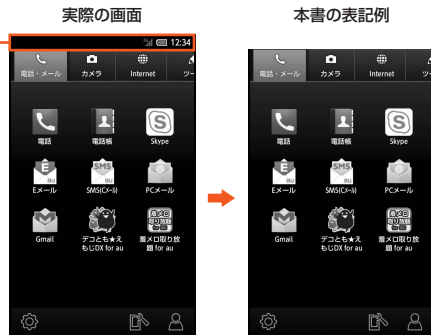 実際の画面
本書の表記例
12:34
電話・メール
カメラ
Internet
ツー
電話
電話帳
Skype
Eメール
SMS(Cメール)
PCメール
Gmail
デコとも★え
もじDX for au
着メロ取り放
題 for au
電話・メール
カメラ
Internet
ツー
電話
電話帳
Skype
Eメール
SMS(Cメール)
PCメール
Gmail
デコとも★え
もじDX for au
着メロ取り放
題 for au